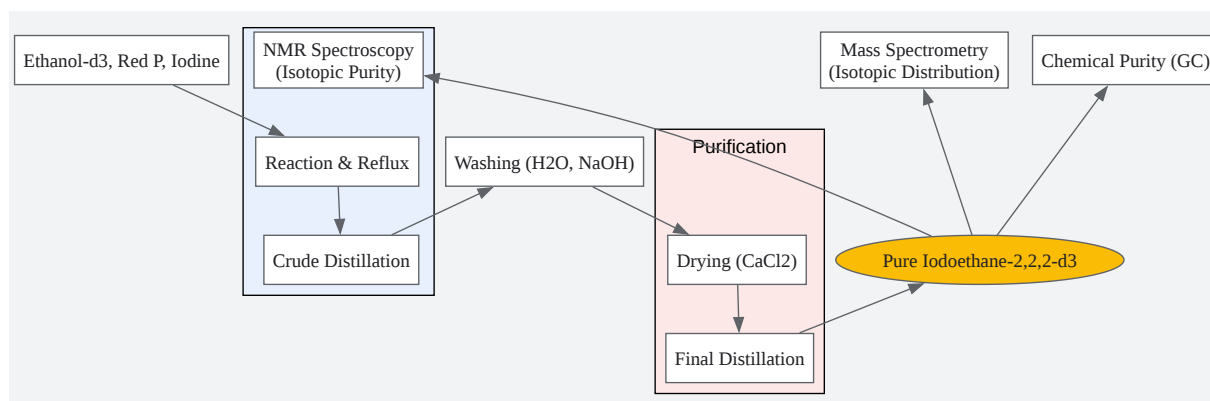 Ethanol-d3, Red P, Iodine
NMR Spectroscopy
(Isotopic Purity)
Mass Spectrometry
(Isotopic Distribution)
Chemical Purity (GC)
Reaction & Reflux
Washing (H2O, NaOH)
Purification
Crude Distillation
Drying (CaCl2)
Pure Iodoethane-2,2,2-d3
Final Distillation